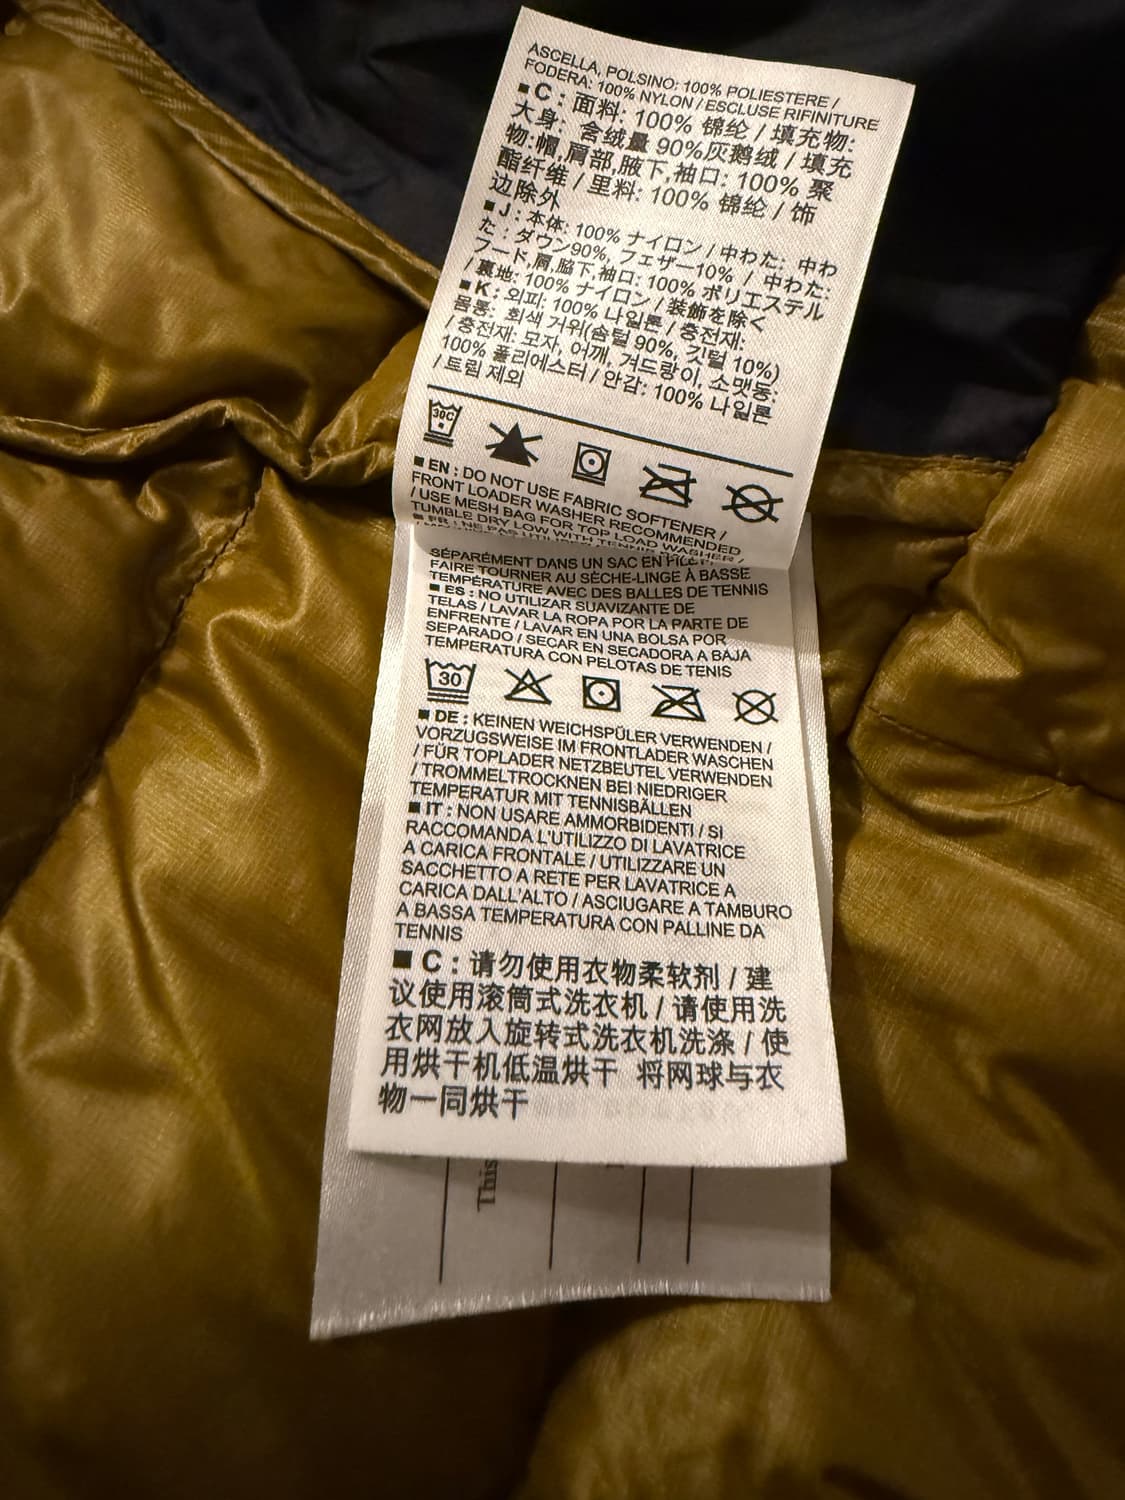 ASCELLA, POLSINO: 100% POLIESTERE /
FODERA: 100% NYLON / ESCLUSE RIFINITURE
■ C : 面料: 100% 锦纶 / 填充物:
大身: 含绒量 90%灰鹅绒 / 填充
物:帽,肩部,腋下,袖口: 100% 聚
酯纤维 / 里料: 100% 锦纶 / 饰
边除外
■ J : 本体: 100% ナイロン / 中わた: 中わ
た : ダウン90%, フェザー10% / 中わた:
フード,肩,脇下,袖口: 100% ポリエステル
/ 裏地: 100% ナイロン / 装飾を除く
■ K : 외피: 100% 나일론 / 충전재:
몸통: 회색 거위(솜털 90%, 깃털 10%)
/ 충전재: 모자, 어깨, 겨드랑이, 소맷동:
100% 폴리에스터 / 안감: 100% 나일론
/ 트림 제외
30C
■ EN : DO NOT USE FABRIC SOFTENER /
FRONT LOADER WASHER RECOMMENDED
/ USE MESH BAG FOR TOP LOAD WASHER /
TUMBLE DRY LOW WITH TENNIS
■ FR : NE PAS
SÉPARÉMENT DANS UN SAC EN FILET /
FAIRE TOURNER AU SÈCHE-LINGE À BASSE
TEMPÉRATURE AVEC DES BALLES DE TENNIS
■ ES : NO UTILIZAR SUAVIZANTE DE
TELAS / LAVAR LA ROPA POR LA PARTE DE
ENFRENTE / LAVAR EN UNA BOLSA POR
SEPARADO / SECAR EN SECADORA A BAJA
TEMPERATURA CON PELOTAS DE TENIS
30
■ DE : KEINEN WEICHSPÜLER VERWENDEN /
VORZUGSWEISE IM FRONTLADER WASCHEN
/ FÜR TOPLADER NETZBEUTEL VERWENDEN
/ TROMMELTROCKNEN BEI NIEDRIGER
TEMPERATUR MIT TENNISBÄLLEN
■ IT : NON USARE AMMORBIDENTI / SI
RACCOMANDA L'UTILIZZO DI LAVATRICE
A CARICA FRONTALE / UTILIZZARE UN
SACCHETTO A RETE PER LAVATRICE A
CARICA DALL'ALTO / ASCIUGARE A TAMBURO
A BASSA TEMPERATURA CON PALLINE DA
TENNIS
■ C : 请勿使用衣物柔软剂 / 建
议使用滚筒式洗衣机 / 请使用洗
衣网放入旋转式洗衣机洗涤 / 使
用烘干机低温烘干 将网球与衣
物一同烘干
This